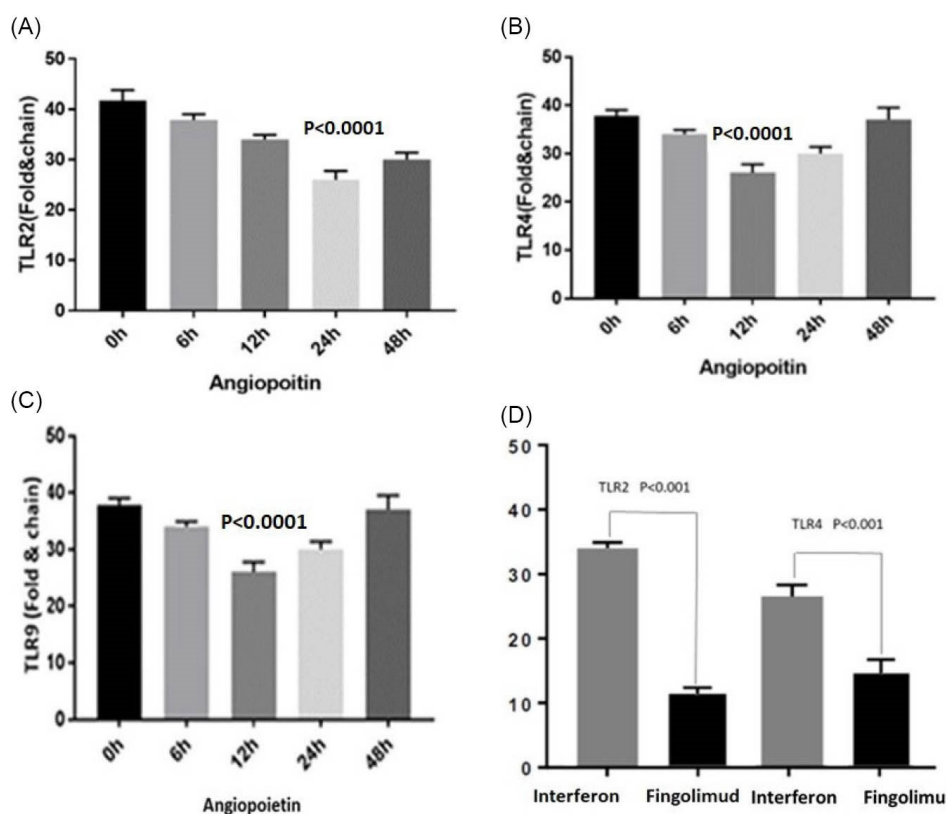 (A)
TLR2(Fold&chain)
50
40
30
20
10
0
P<0.0001
0h
6h
12h
24h
48h
Angiopoitin
(B)
TLR4(Fold&chain)
50
40
30
20
10
0
P<0.0001
0h
6h
12h
24h
48h
Angiopoitin
(C)
TLR9 (Fold & chain)
50
40
30
20
10
0
P<0.0001
0h
6h
12h
24h
48h
Angiopoietin
(D)
50
40
30
20
10
0
TLR2 P<0.001
TLR4 P<0.001
Interferon Fingolimud Interferon Fingolimu